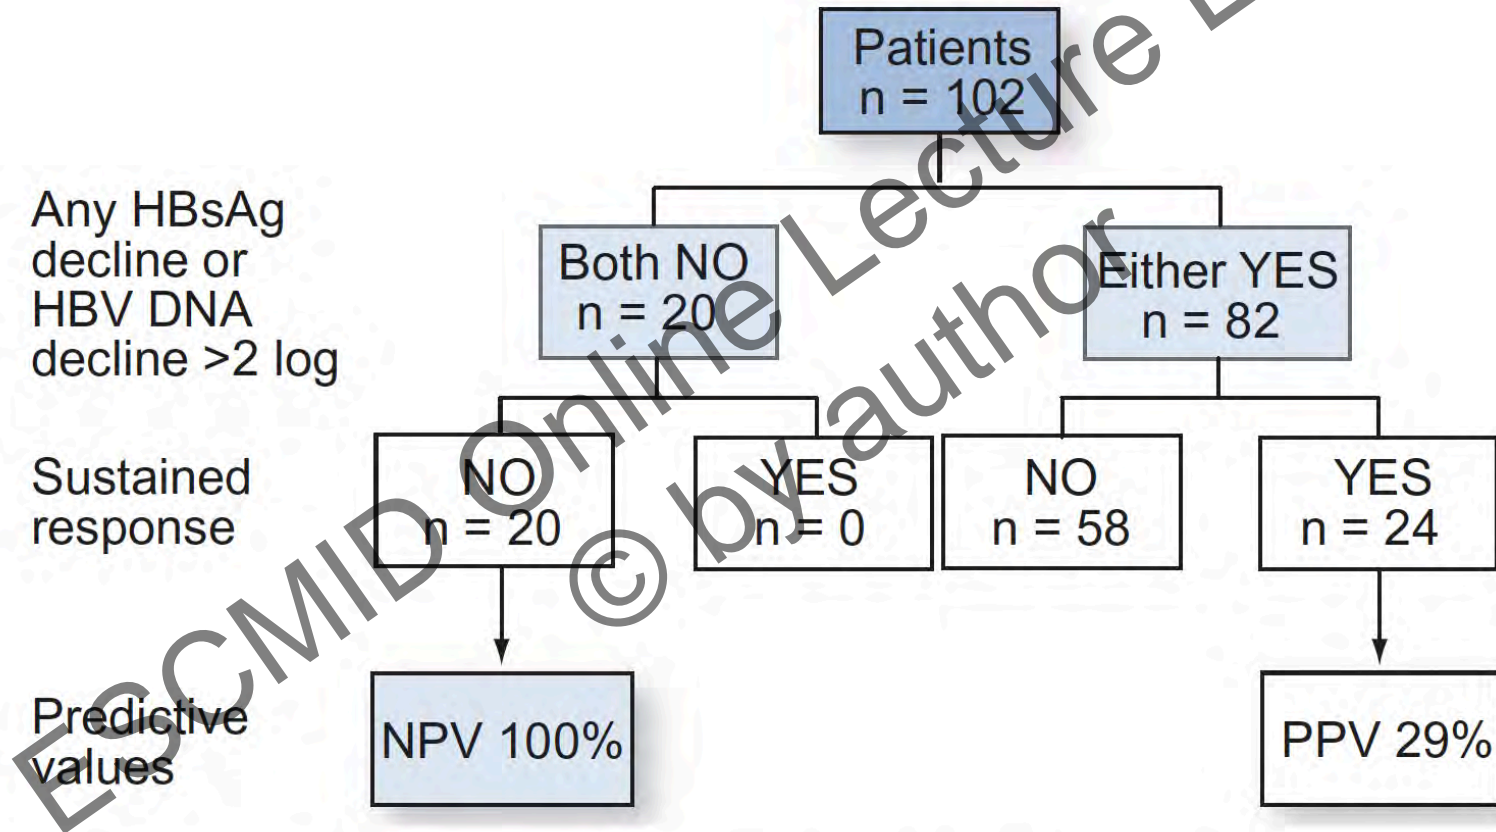 Patients
n = 102
Any HBsAg
decline or
HBV DNA
decline >2 log
Both NO
n = 20
Either YES
n = 82
Sustained
response
NO
n = 20
YES
n = 0
NO
n = 58
YES
n = 24
Predictive
values
NPV 100%
PPV 29%
ESCMID Online Lecture
© by author